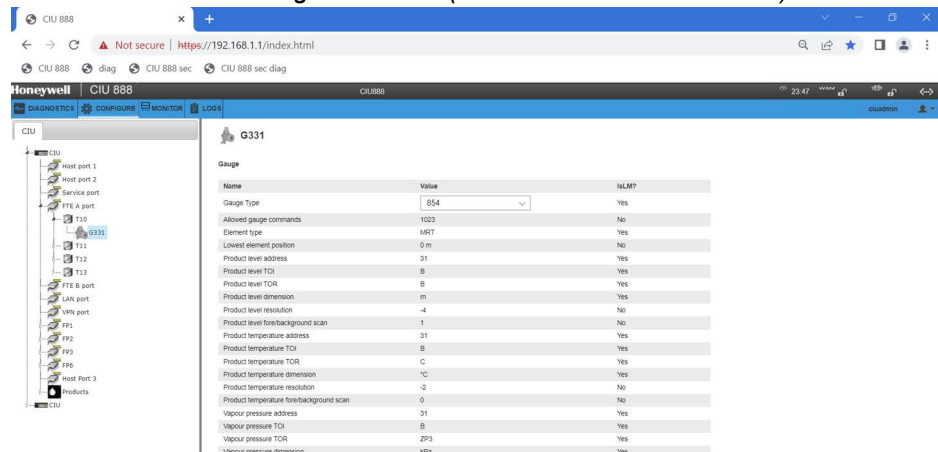 CIU 888
Not secure | https://192.168.1.1/index.html
CIU 888 diag CIU 888 sec CIU 888 sec diag
Honeywell CIU 888 CIU888 23:47
DIAGNOSTICS CONFIGURE MONITOR LOGS ciuadmin
CIU
CIU
Host port 1
Host port 2
Service port
FTE A port
T10
G331
T11
T12
T13
FTE B port
LAN port
VPN port
FP1
FP2
FP3
FP6
Host Port 3
Products
CIU
G331
Gauge
Name Value IsLM?
Gauge Type 854 Yes
Allowed gauge commands 1023 No
Element type MRT Yes
Lowest element position 0 m No
Product level address 31 Yes
Product level TOI B Yes
Product level TOR B Yes
Product level dimension m Yes
Product level resolution -4 No
Product level fore/background scan 1 No
Product temperature address 31 Yes
Product temperature TOI B Yes
Product temperature TOR C Yes
Product temperature dimension °C Yes
Product temperature resolution -2 No
Product temperature fore/background scan 0 No
Vapour pressure address 31 Yes
Vapour pressure TOI B Yes
Vapour pressure TOR ZP3 Yes
Vapour pressure dimension kPa Yes